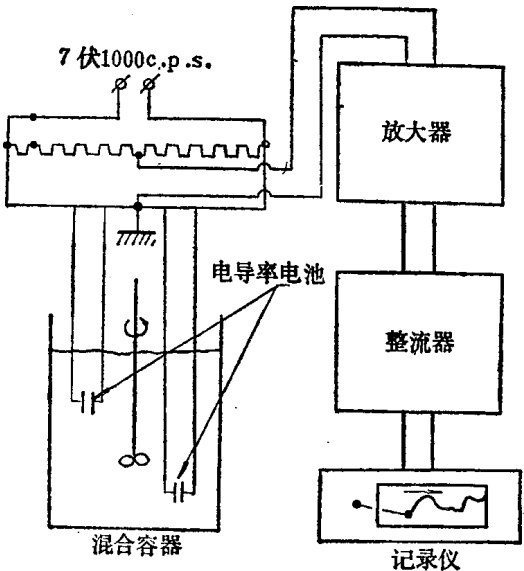 7伏1000c.p.s.
放大器
电导率电池
整流器
混合容器
记录仪